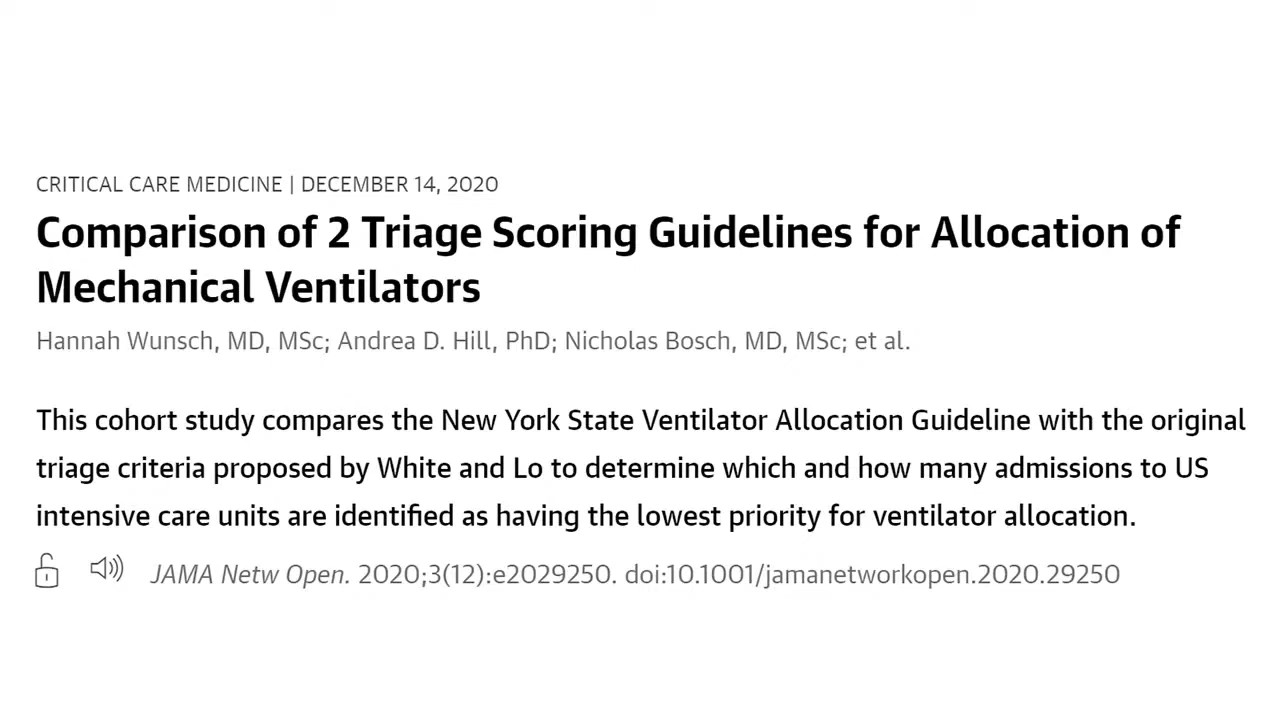 CRITICAL CARE MEDICINE | DECEMBER 14, 2020
Comparison of 2 Triage Scoring Guidelines for Allocation of
Mechanical Ventilators
Hannah Wunsch, MD, MSc; Andrea D. Hill, PhD; Nicholas Bosch, MD, MSc; et al.
This cohort study compares the New York State Ventilator Allocation Guideline with the original
triage criteria proposed by White and Lo to determine which and how many admissions to US
intensive care units are identified as having the lowest priority for ventilator allocation.
JAMA Netw Open. 2020;3(12):e2029250. doi:10.1001/jamanetworkopen.2020.29250